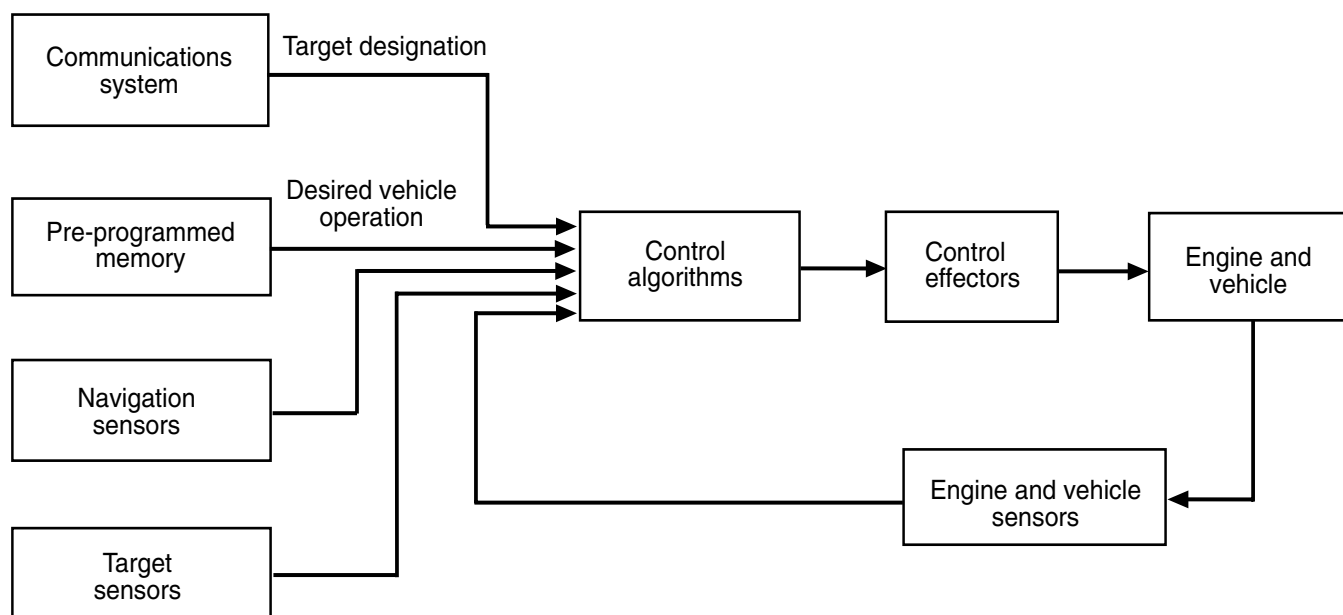 Communications
system
Target designation
Pre-programmed
memory
Desired vehicle
operation
Navigation
sensors
Target
sensors
Control
algorithms
Control
effectors
Engine and
vehicle
Engine and vehicle
sensors